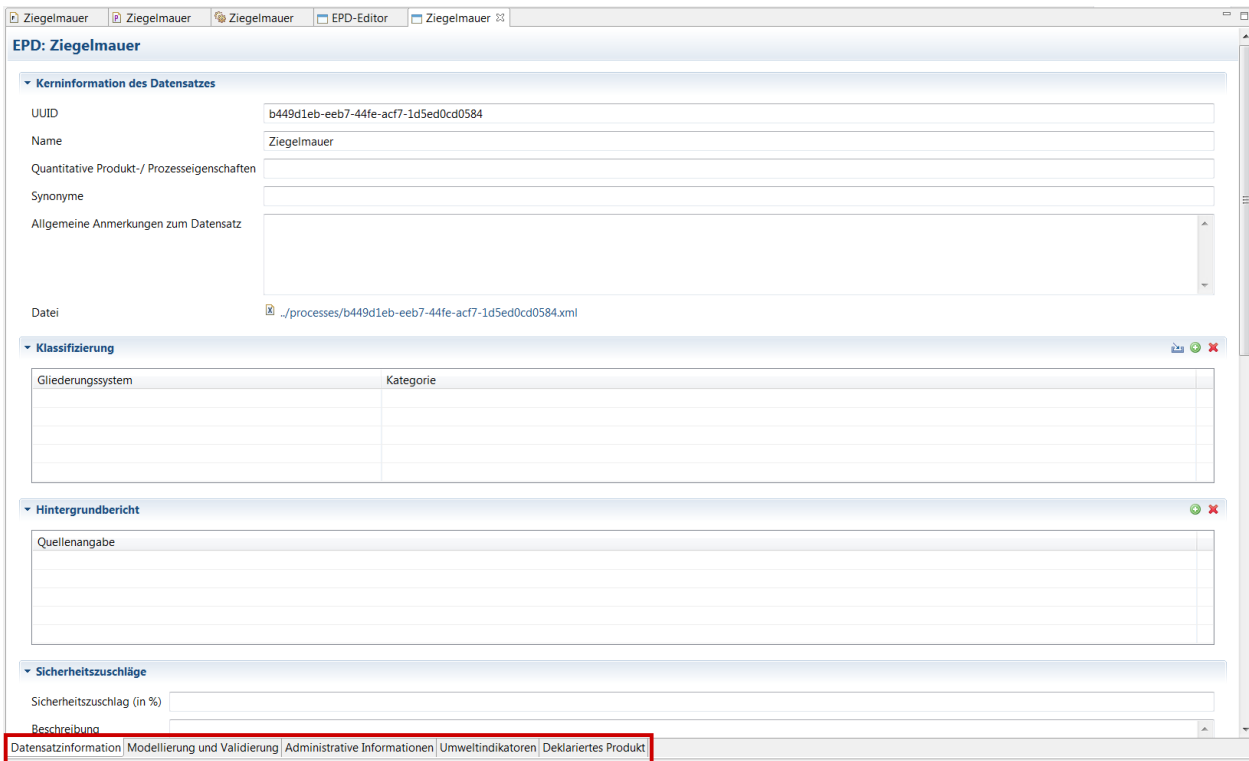 Ziegelmauer Ziegelmauer Ziegelmauer EPD-Editor Ziegelmauer
EPD: Ziegelmauer
Kerninformation des Datensatzes
UUID b449d1eb-eeb7-44fe-acf7-1d5ed0cd0584
Name Ziegelmauer
Quantitative Produkt-/ Prozesseigenschaften
Synonyme
Allgemeine Anmerkungen zum Datensatz
Datei ../processes/b449d1eb-eeb7-44fe-acf7-1d5ed0cd0584.xml
Klassifizierung
Gliederungssystem Kategorie
Hintergrundbericht
Quellenangabe
Sicherheitszuschläge
Sicherheitszuschlag (in %)
Beschreibung
Datensatzinformation Modellierung und Validierung Administrative Informationen Umweltindikatoren Deklariertes Produkt